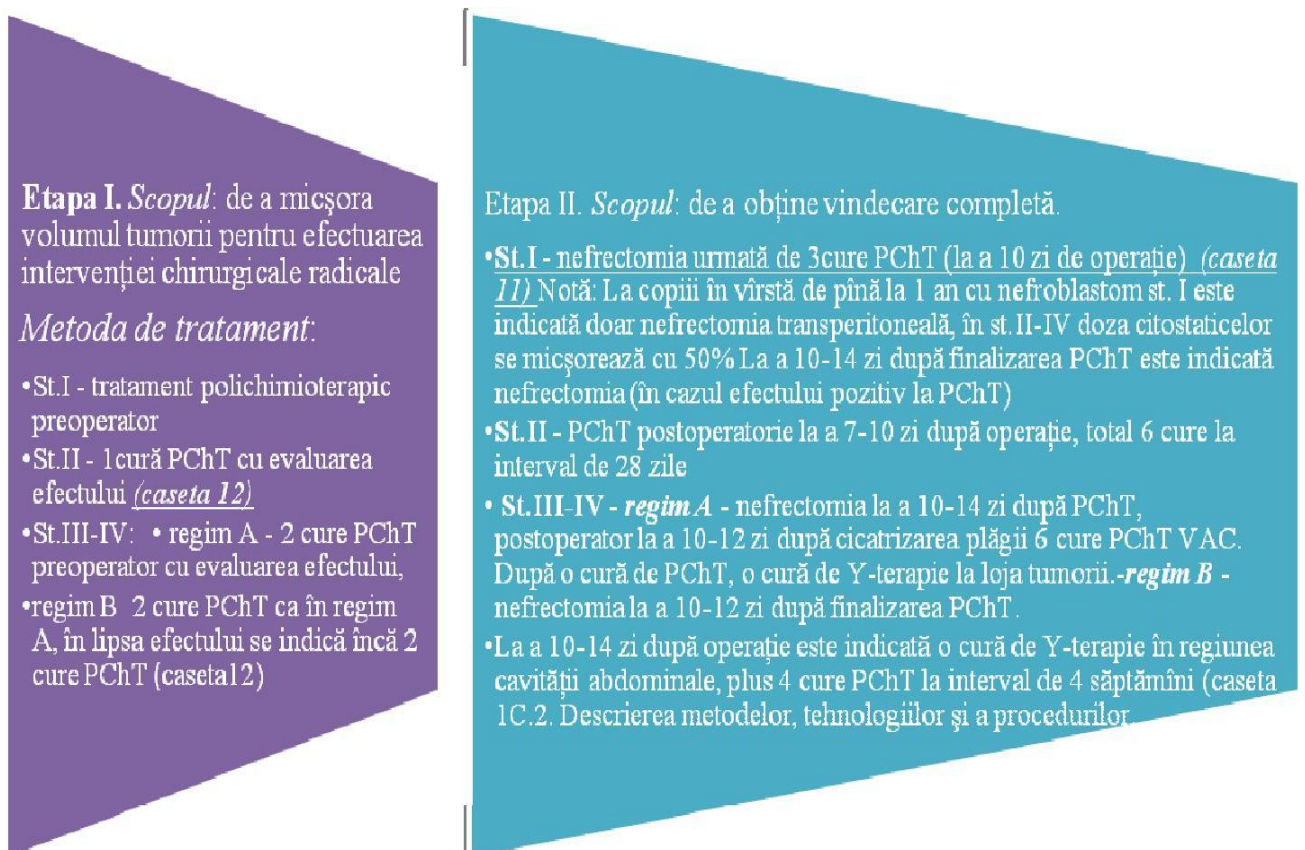 Etapa I. Scopul: de a micşora
volumul tumorii pentru efectuarea
intervenției chirurgicale radicale
Metoda de tratament:
•St.I - tratament polichimioterapic
preoperator
•St.II - 1cură PChT cu evaluarea
efectului (caseta 12)
•St.III-IV: • regim A - 2 cure PChT
preoperator cu evaluarea efectului,
•regim B 2 cure PChT ca în regim
A, în lipsa efectului se indică încă 2
cure PChT (caseta12)
Etapa II. Scopul: de a obține vindecare completă.
•St.I - nefrectomia urmată de 3cure PChT (la a 10 zi de operație) (caseta
11) Notă: La copiii în vîrstă de pînă la 1 an cu nefroblastom st. I este
indicată doar nefrectomia transperitoneală, în st.II-IV doza citostaticelor
se micşorează cu 50% La a 10-14 zi după finalizarea PChT este indicată
nefrectomia (în cazul efectului pozitiv la PChT)
•St.II - PChT postoperatorie la a 7-10 zi după operație, total 6 cure la
interval de 28 zile
• St.III-IV - regim A - nefrectomia la a 10-14 zi după PChT,
postoperator la a 10-12 zi după cicatrizarea plăgii 6 cure PChT VAC.
După o cură de PChT, o cură de Y-terapie la loja tumorii.-regim B -
nefrectomia la a 10-12 zi după finalizarea PChT.
•La a 10-14 zi după operație este indicată o cură de Y-terapie în regiunea
cavității abdominale, plus 4 cure PChT la interval de 4 săptămîni (caseta
1C.2. Descrierea metodelor, tehnologiilor şi a procedurilor